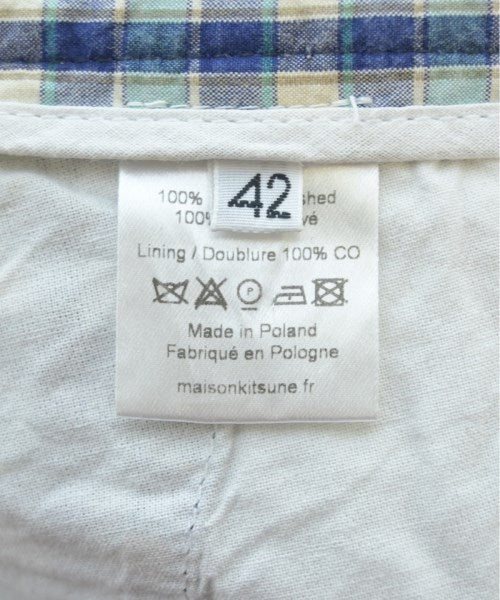 42
100% shed
100% vé
Lining / Doublure 100% CO
P
Made in Poland
Fabriqué en Pologne
maisonkitsune.fr